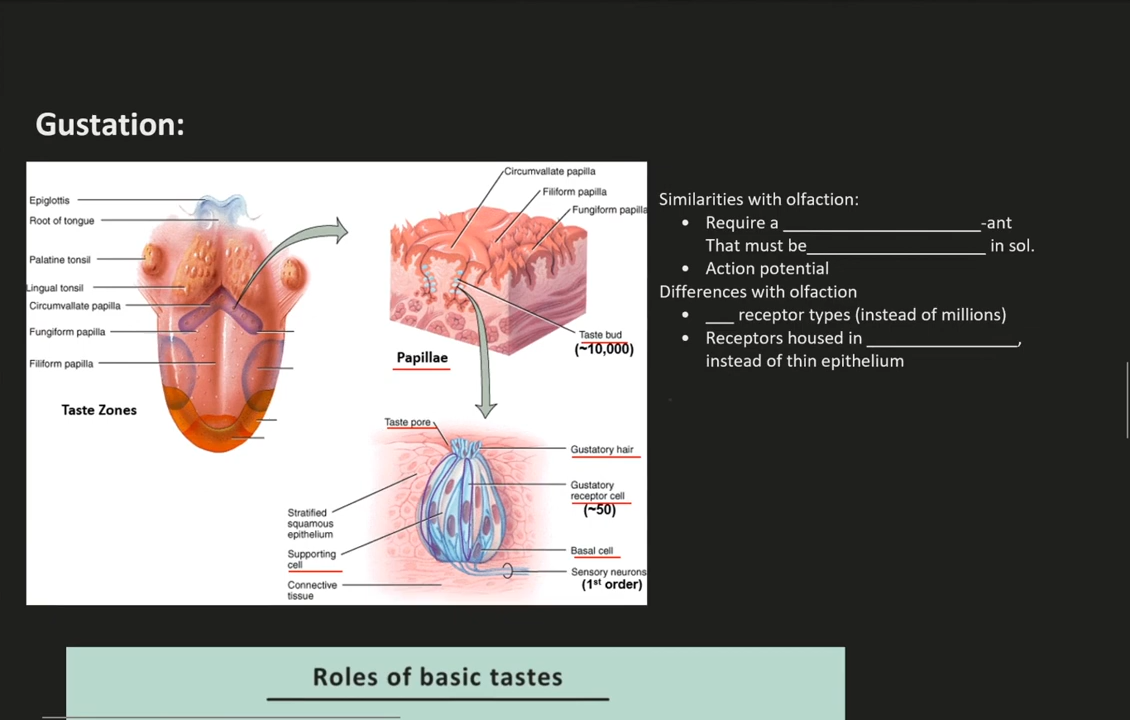 Gustation:
Circumvallate papilla
Filiform papilla
Fungiform papilla
Epiglottis
Root of tongue
Palatine tonsil
Lingual tonsil
Circumvallate papilla
Fungiform papilla
Filiform papilla
Taste Zones
Papillae
Taste bud
(~10,000)
Taste pore
Gustatory hair
Gustatory
receptor cell
(~50)
Stratified
squamous
epithelium
Supporting
cell
Basal cell
Connective
tissue
Sensory neurons
(1st order)
Similarities with olfaction:
• Require a ____________________-ant
That must be__________________ in sol.
• Action potential
Differences with olfaction
• ___ receptor types (instead of millions)
• Receptors housed in _______________,
instead of thin epithelium
Roles of basic tastes